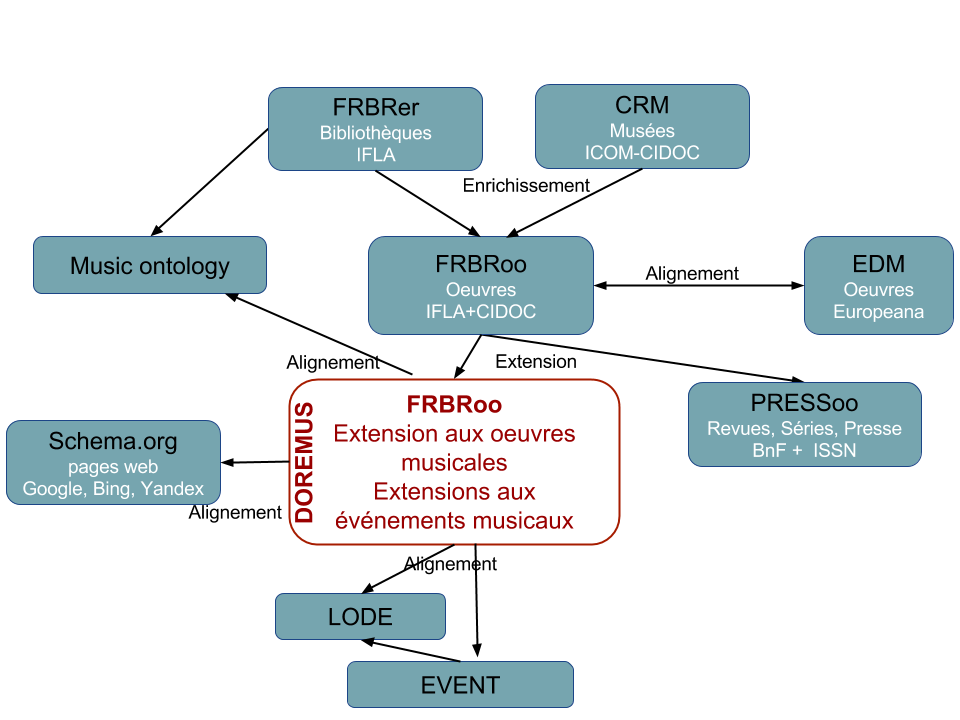 FRBRer
Bibliothèques
IFLA
CRM
Musées
ICOM-CIDOC
Enrichissement
Music ontology
FRBRoo
Oeuvres
IFLA+CIDOC
Alignement
EDM
Oeuvres
Europeana
Alignement
Extension
DOREMUS
FRBRoo
Extension aux oeuvres
musicales
Extensions aux
événements musicaux
PRESSoo
Revues, Séries, Presse
BnF + ISSN
Schema.org
pages web
Google, Bing, Yandex
Alignement
Alignement
LODE
EVENT